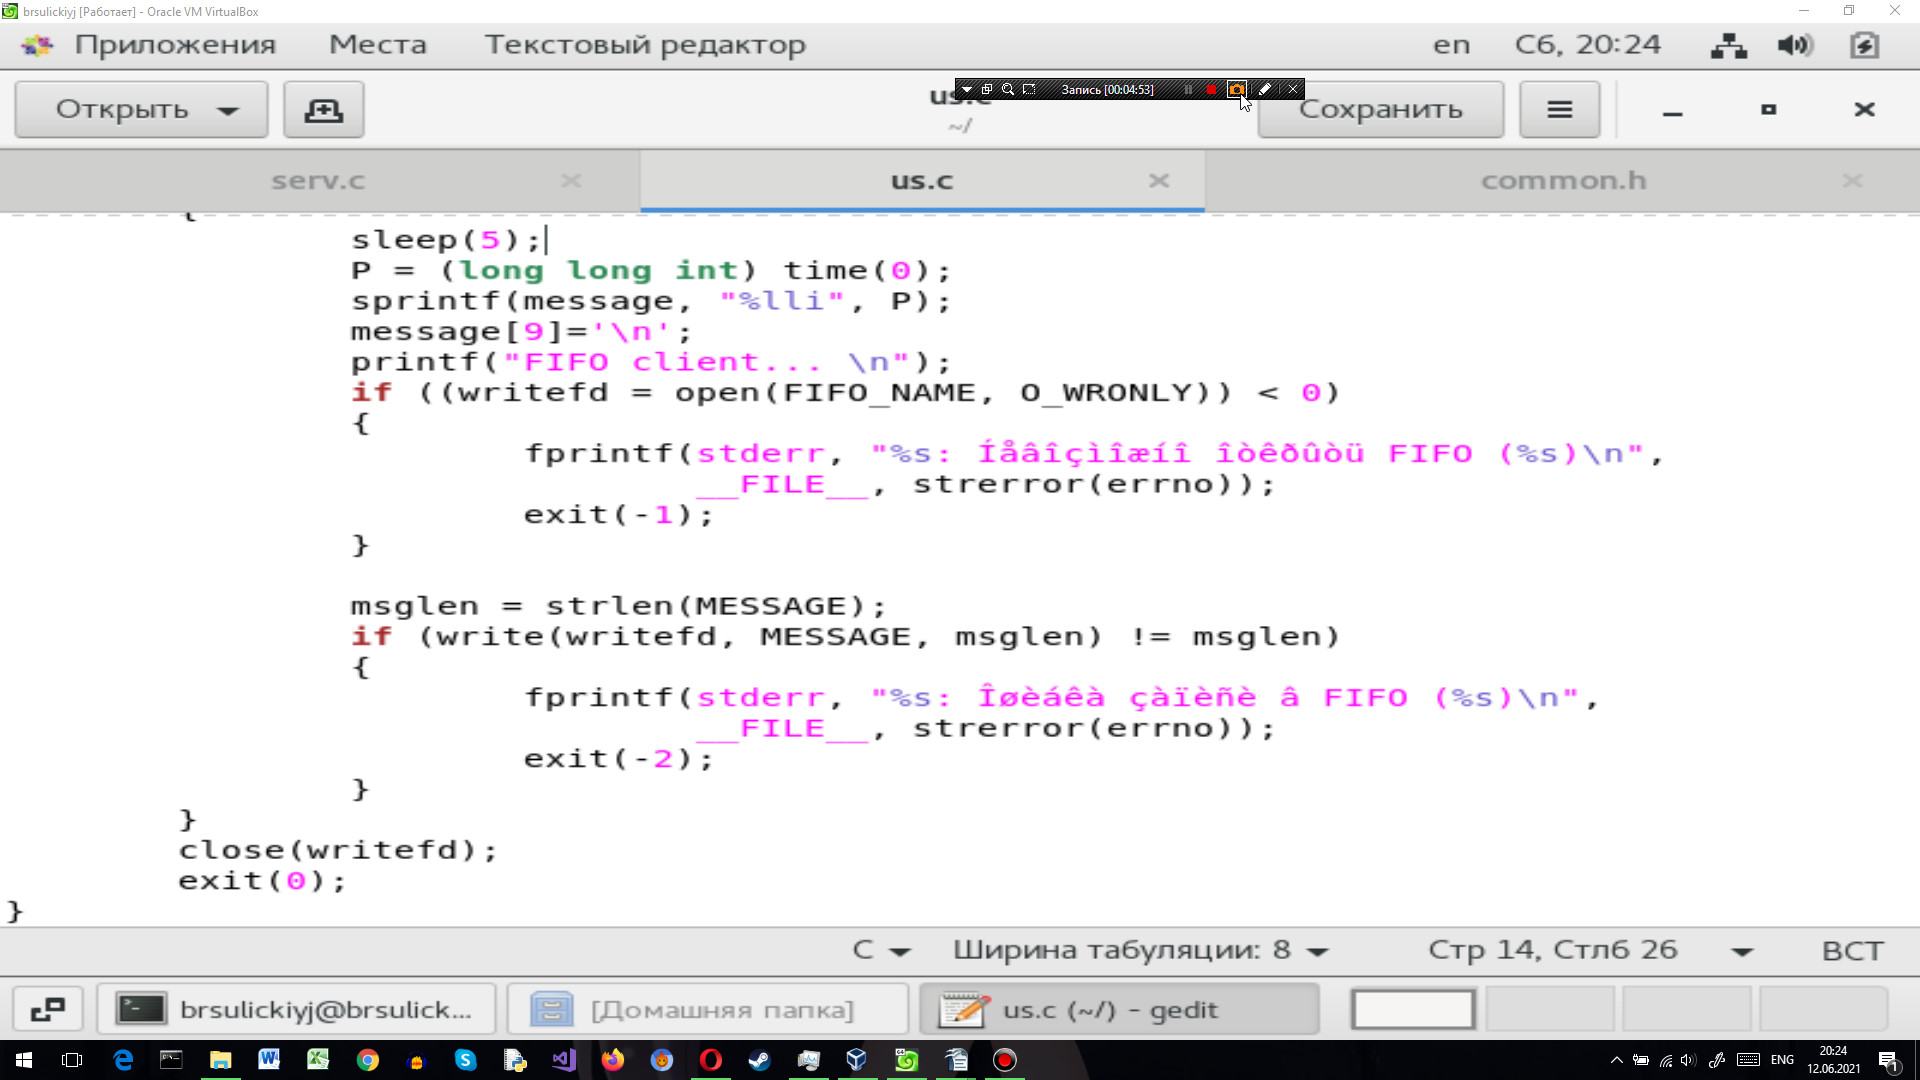 brsulickiyj [Работает] - Oracle VM VirtualBox
Приложения Места Текстовый редактор en Сб, 20:24
Открыть us.c Запись [00:04:53] Сохранить
~/
serv.c us.c common.h
{
sleep(5);
P = (long long int) time(0);
sprintf(message, "%lli", P);
message[9]='\n';
printf("FIFO client... \n");
if ((writefd = open(FIFO_NAME, O_WRONLY)) < 0)
{
fprintf(stderr, "%s: Íåâîçìîæíî îòêðûòü FIFO (%s)\n",
__FILE__, strerror(errno));
exit(-1);
}
msglen = strlen(MESSAGE);
if (write(writefd, MESSAGE, msglen) != msglen)
{
fprintf(stderr, "%s: Îøèáêà çàïèñè â FIFO (%s)\n",
__FILE__, strerror(errno));
exit(-2);
}
}
close(writefd);
exit(0);
}
C Ширина табуляции: 8 Стр 14, Стлб 26 ВСТ
brsulickiyj@brsulick... [Домашняя папка] us.c (~/) - gedit
ENG 20:24
12.06.2021 1